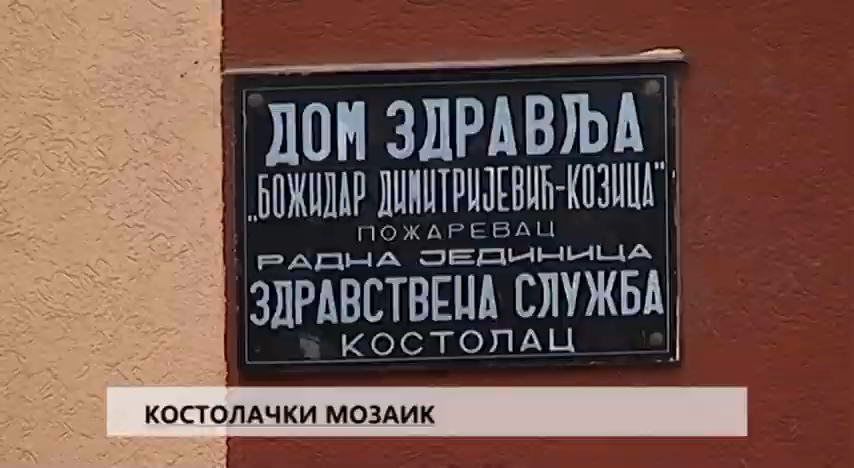 ДОМ ЗДРАВЉА
„БОЖИДАР ДИМИТРИЈЕВИЋ-КОЗИЦА"
ПОЖАРЕВАЦ
РАДНА ЈЕДИНИЦА
ЗДРАВСТВЕНА СЛУЖБА
КОСТОЛАЦ
КОСТОЛАЧКИ МОЗАИК